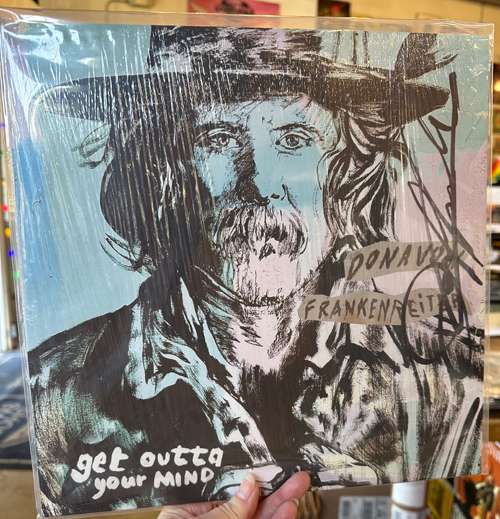 DONAVON
FRANKENREITER
get outta
your MIND